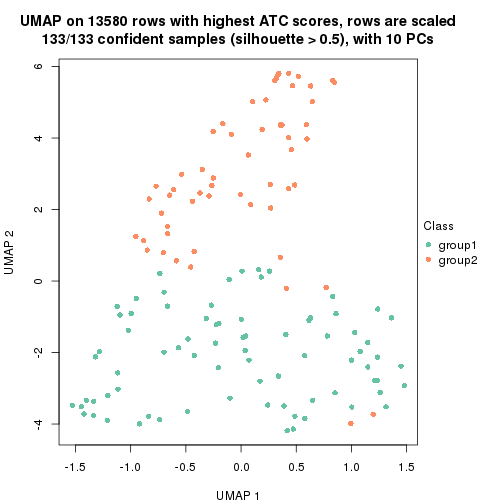 UMAP on 13580 rows with highest ATC scores, rows are scaled
133/133 confident samples (silhouette > 0.5), with 10 PCs
6
4
2
0
-2
-4
UMAP 2
-1.5
-1.0
-0.5
0.0
0.5
1.0
1.5
UMAP 1
Class
group1
group2